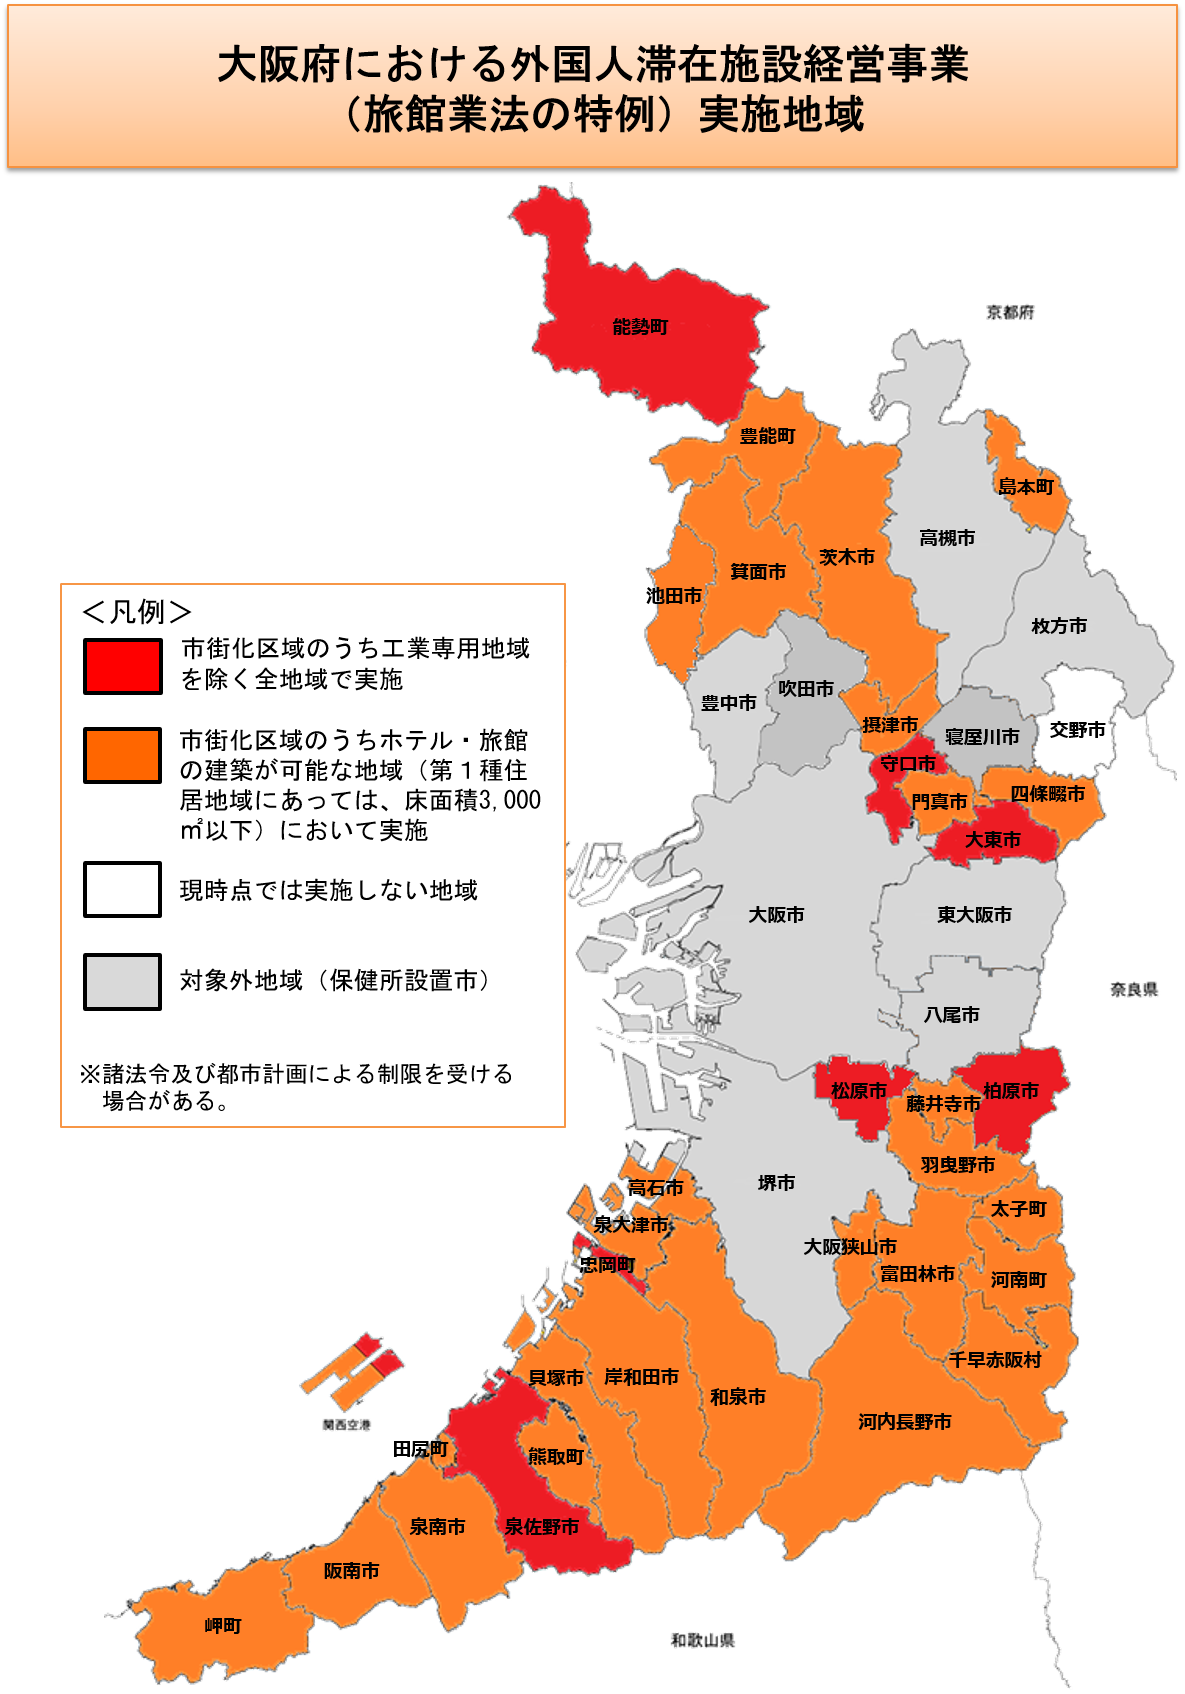 大阪府における外国人滞在施設経営事業
（旅館業法の特例）実施地域
京都府
能勢町
豊能町
島本町
高槻市
茨木市
箕面市
池田市
枚方市
吹田市
豊中市
摂津市
寝屋川市
交野市
守口市
門真市
四條畷市
大東市
大阪市
東大阪市
奈良県
八尾市
松原市
柏原市
藤井寺市
羽曳野市
堺市
高石市
太子町
泉大津市
大阪狭山市
忠岡町
富田林市
河南町
千早赤阪村
貝塚市
岸和田市
和泉市
河内長野市
関西空港
田尻町
熊取町
泉南市
泉佐野市
阪南市
岬町
和歌山県
＜凡例＞
市街化区域のうち工業専用地域
を除く全地域で実施
市街化区域のうちホテル・旅館
の建築が可能な地域（第１種住
居地域にあっては、床面積3,000
㎡以下）において実施
現時点では実施しない地域
対象外地域（保健所設置市）
※諸法令及び都市計画による制限を受ける
場合がある。